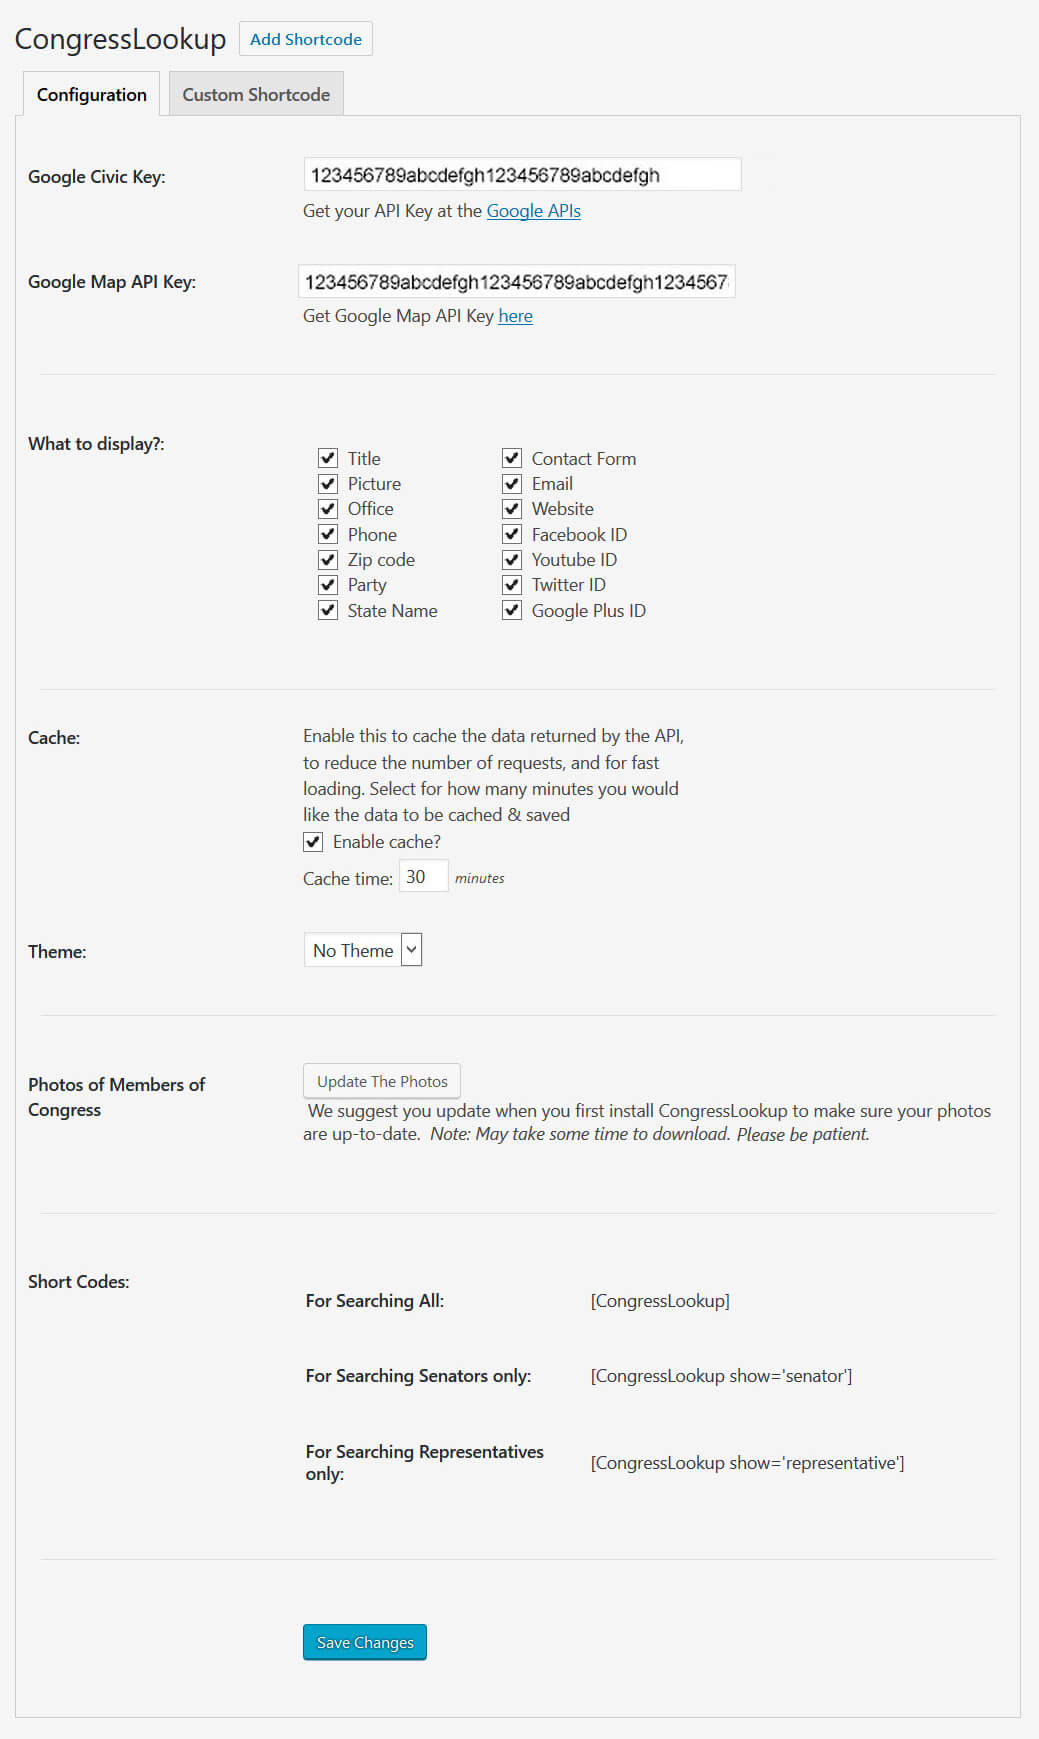 CongressLookup Add Shortcode
Configuration Custom Shortcode
Google Civic Key: 123456789abcdefgh123456789abcdefgh
Get your API Key at the Google APIs
Google Map API Key: 123456789abcdefgh123456789abcdefgh1234567
Get Google Map API Key here
What to display?:
Title Contact Form
Picture Email
Office Website
Phone Facebook ID
Zip code Youtube ID
Party Twitter ID
State Name Google Plus ID
Cache: Enable this to cache the data returned by the API,
to reduce the number of requests, and for fast
loading. Select for how many minutes you would
like the data to be cached & saved
Enable cache?
Cache time: 30 minutes
Theme: No Theme
Photos of Members of Congress
Update The Photos
We suggest you update when you first install CongressLookup to make sure your photos
are up-to-date. Note: May take some time to download. Please be patient.
Short Codes:
For Searching All: [CongressLookup]
For Searching Senators only: [CongressLookup show='senator']
For Searching Representatives only: [CongressLookup show='representative']
Save Changes